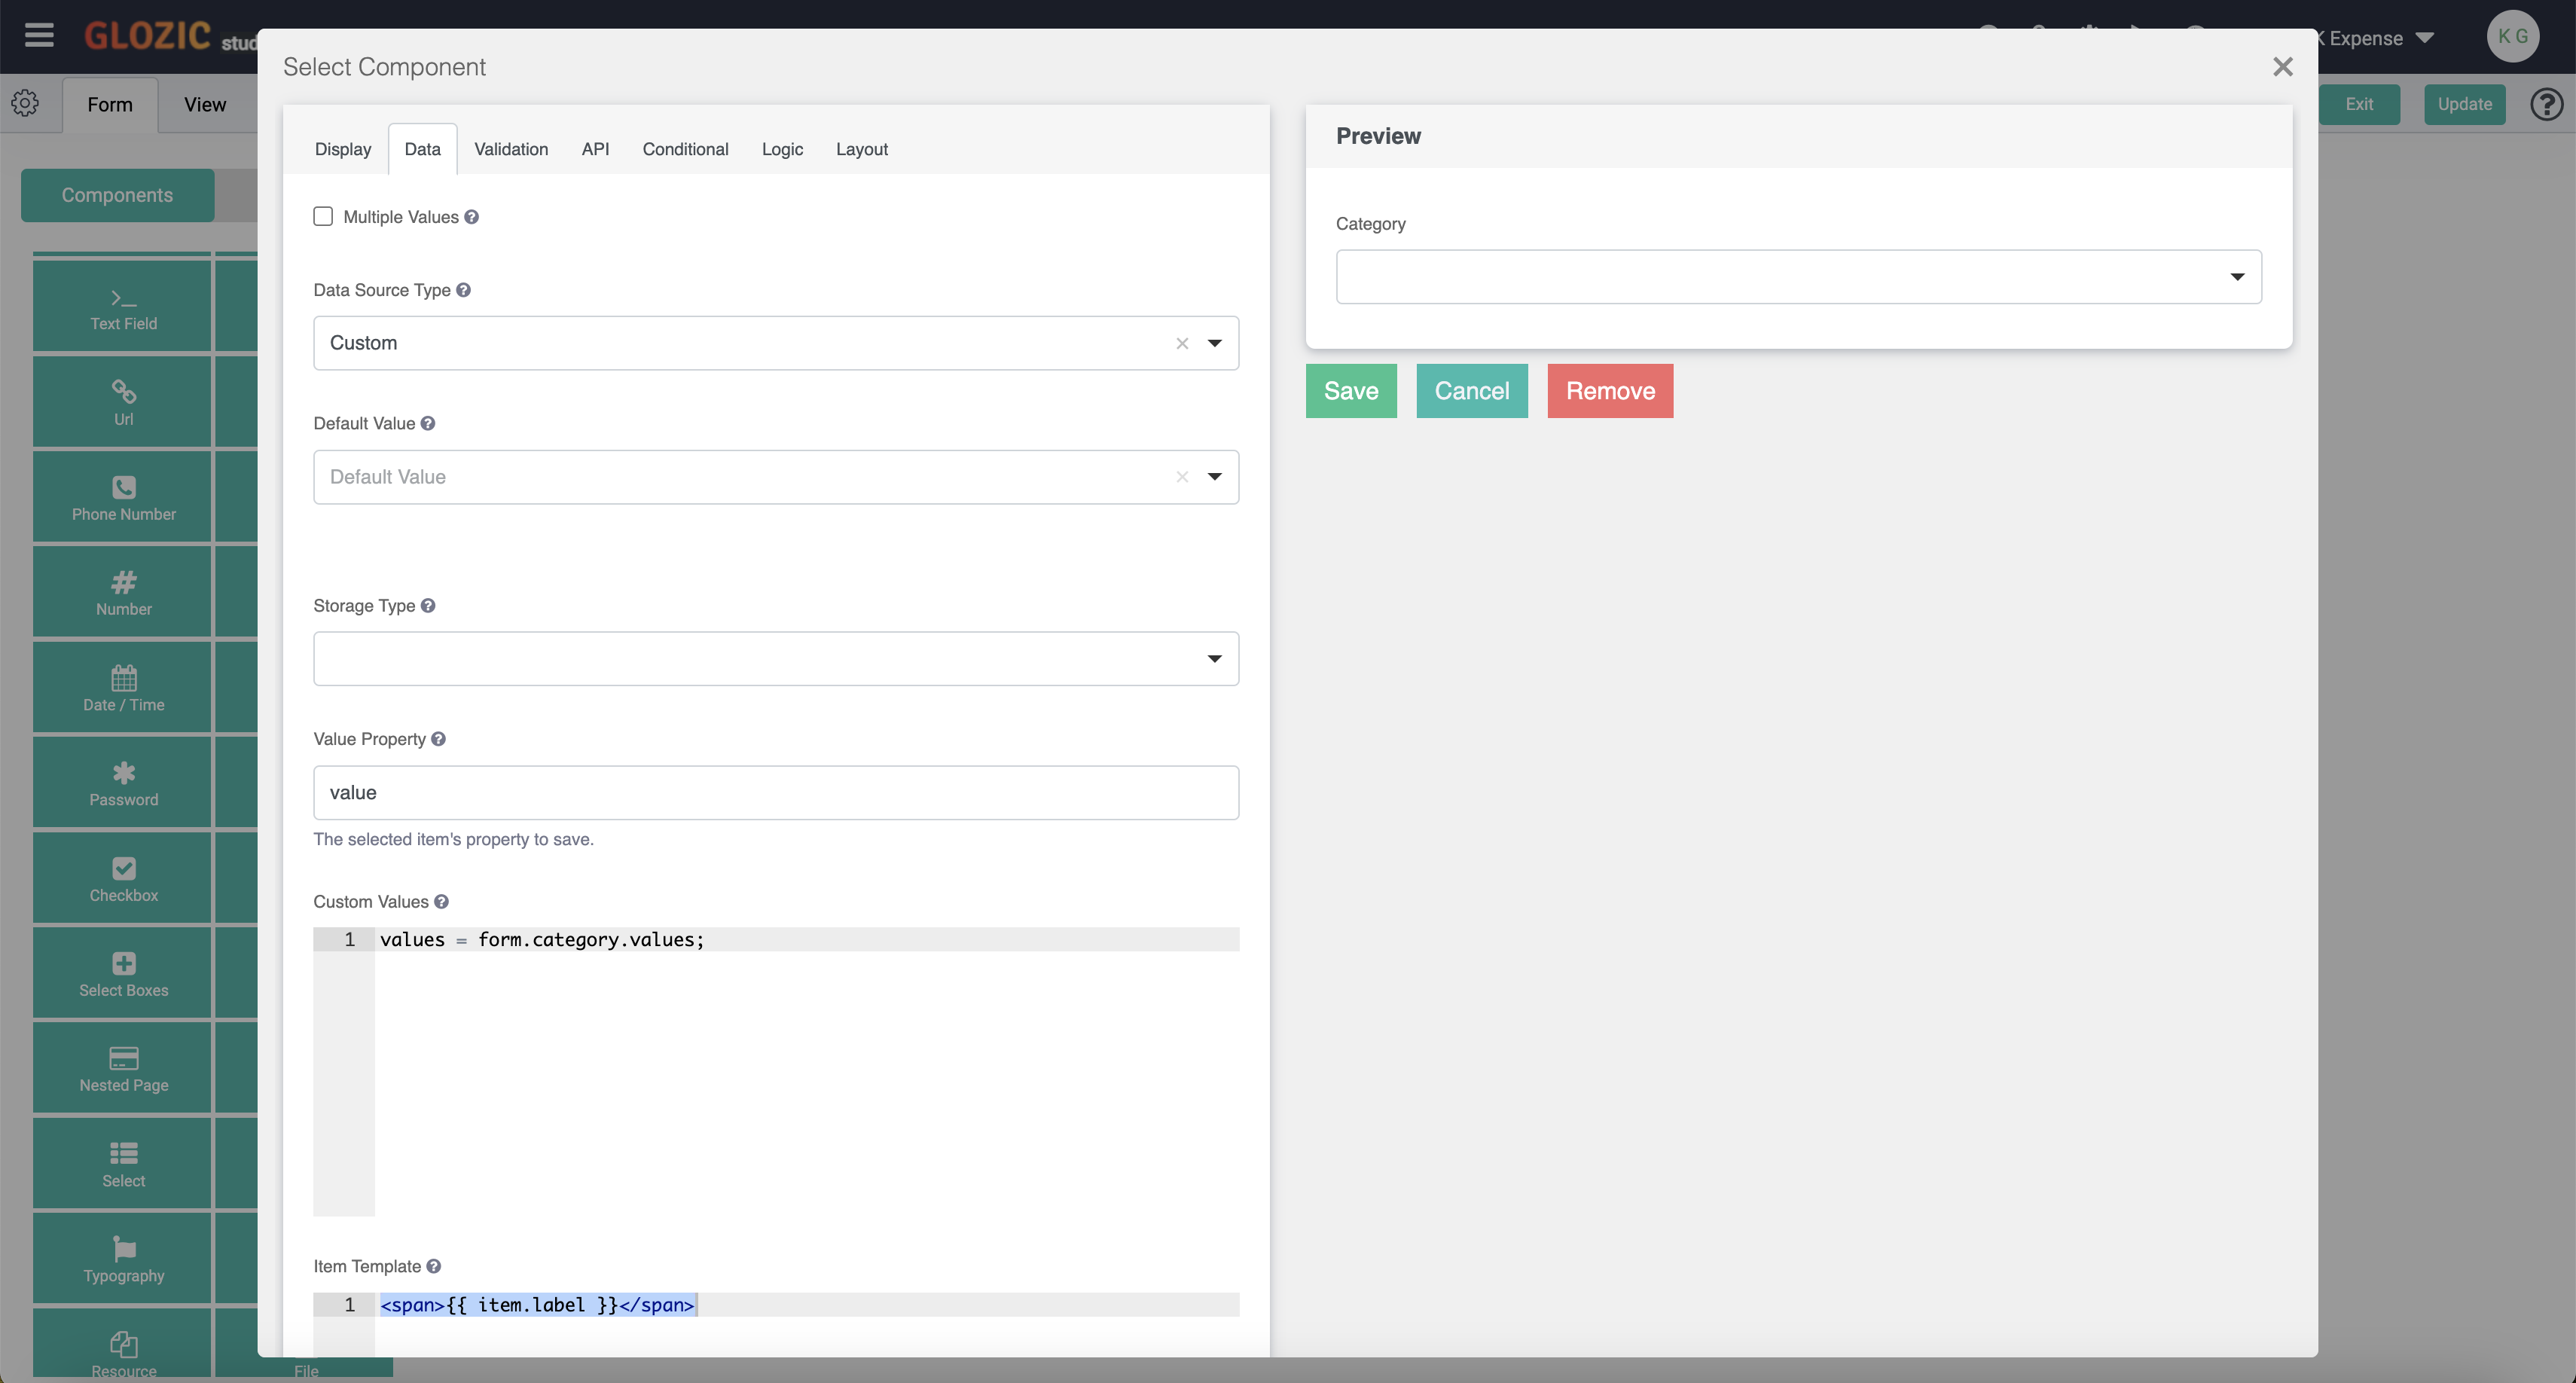 GLOZIC stud
K Expense
K G
Form
View
Exit
Update
Components
Text Field
Url
Phone Number
Number
Date / Time
Password
Checkbox
Select Boxes
Nested Page
Select
Typography
Resource
File
Select Component
Display
Data
Validation
API
Conditional
Logic
Layout
Multiple Values
Data Source Type
Custom
Default Value
Default Value
Storage Type
Value Property
value
The selected item's property to save.
Custom Values
1 values = form.category.values;
Item Template
1 <span>{{ item.label }}</span>
Preview
Category
Save
Cancel
Remove